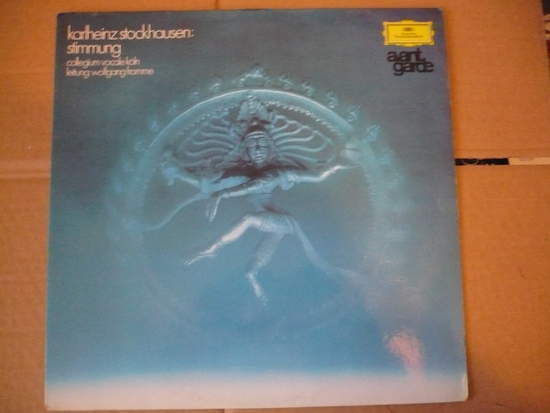 karlheinz stockhausen:
stimmung
collegium vocale köln
leitung: wolfgang fromme
avant
garde